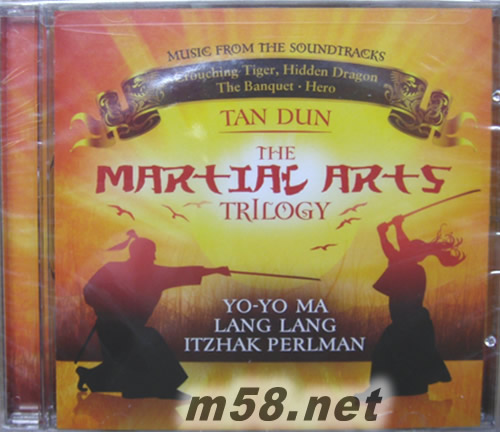 MUSIC FROM THE SOUNDTRACKS
Crouching Tiger, Hidden Dragon
The Banquet · Hero
TAN DUN
THE
MARTIAL ARTS
TRILOGY
YO-YO MA
LANG LANG
ITZHAK PERLMAN
m58.net